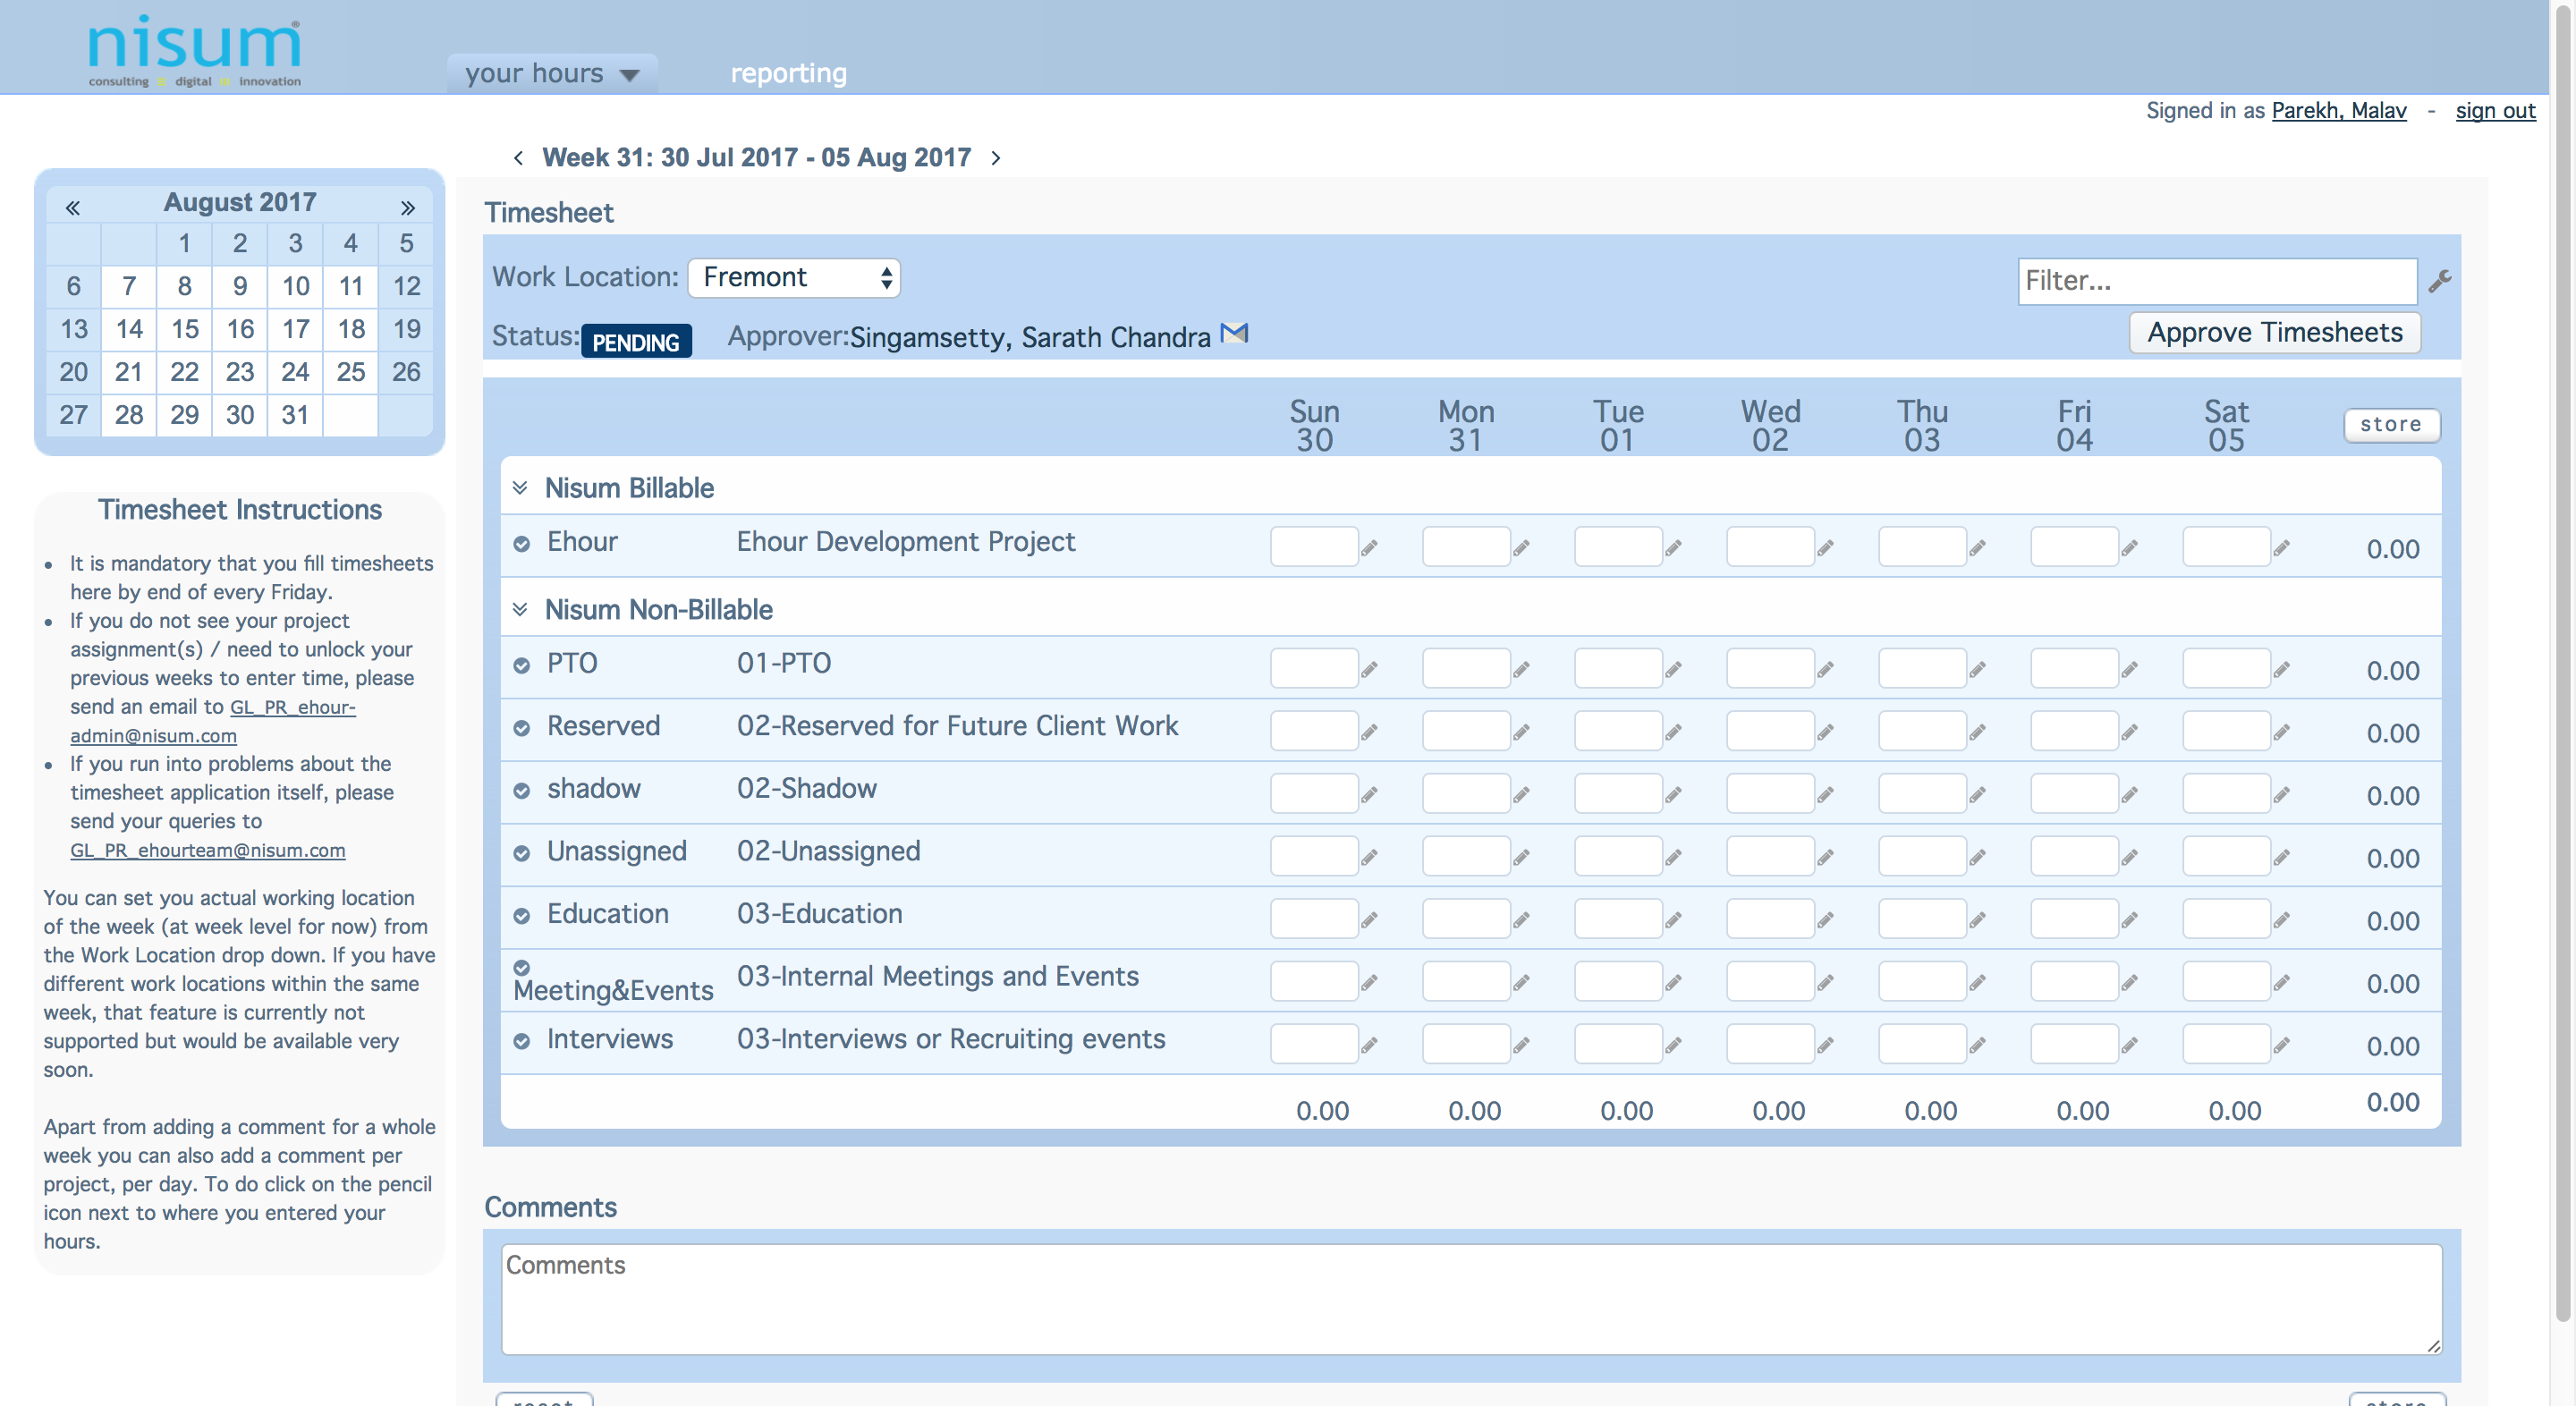 nisum®
consulting digital innovation
your hours
reporting
Signed in as Parekh, Malav - sign out
Week 31: 30 Jul 2017 - 05 Aug 2017
« August 2017 »
1 2 3 4 5
6 7 8 9 10 11 12
13 14 15 16 17 18 19
20 21 22 23 24 25 26
27 28 29 30 31
Timesheet Instructions
• It is mandatory that you fill timesheets
here by end of every Friday.
• If you do not see your project
assignment(s) / need to unlock your
previous weeks to enter time, please
send an email to GL_PR_ehour-
admin@nisum.com
• If you run into problems about the
timesheet application itself, please
send your queries to
GL_PR_ehourteam@nisum.com
You can set you actual working location
of the week (at week level for now) from
the Work Location drop down. If you have
different work locations within the same
week, that feature is currently not
supported but would be available very
soon.
Apart from adding a comment for a whole
week you can also add a comment per
project, per day. To do click on the pencil
icon next to where you entered your
hours.
Timesheet
Work Location: Fremont
Filter...
Status: PENDING Approver:Singamsetty, Sarath Chandra
Approve Timesheets
Sun Mon Tue Wed Thu Fri Sat
30 31 01 02 03 04 05
store
Nisum Billable
Ehour Ehour Development Project 0.00
Nisum Non-Billable
PTO 01-PTO 0.00
Reserved 02-Reserved for Future Client Work 0.00
shadow 02-Shadow 0.00
Unassigned 02-Unassigned 0.00
Education 03-Education 0.00
Meeting&Events 03-Internal Meetings and Events 0.00
Interviews 03-Interviews or Recruiting events 0.00
0.00 0.00 0.00 0.00 0.00 0.00 0.00 0.00
Comments
Comments
reset
store